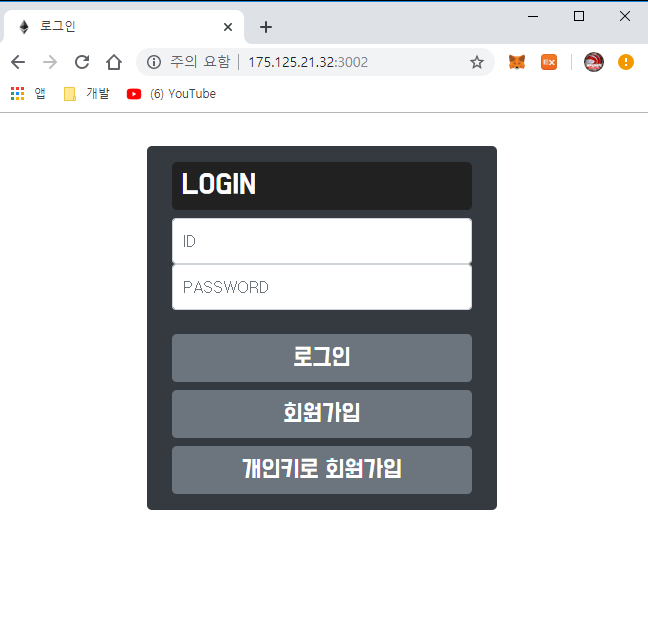 로그인
주의 요함 175.125.21.32:3002
EX
앱 개발 (6) YouTube
LOGIN
ID
PASSWORD
로그인
회원가입
개인키로 회원가입